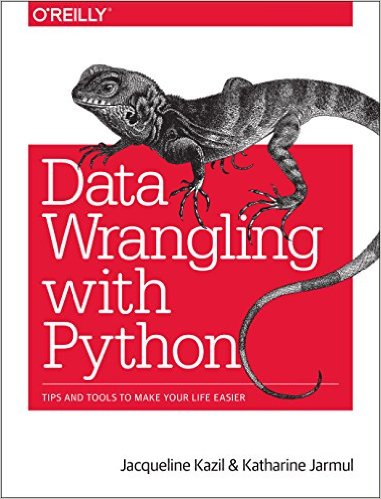 O'REILLY®
Data
Wrangling
with
Python
TIPS AND TOOLS TO MAKE YOUR LIFE EASIER
Jacqueline Kazil & Katharine Jarmul